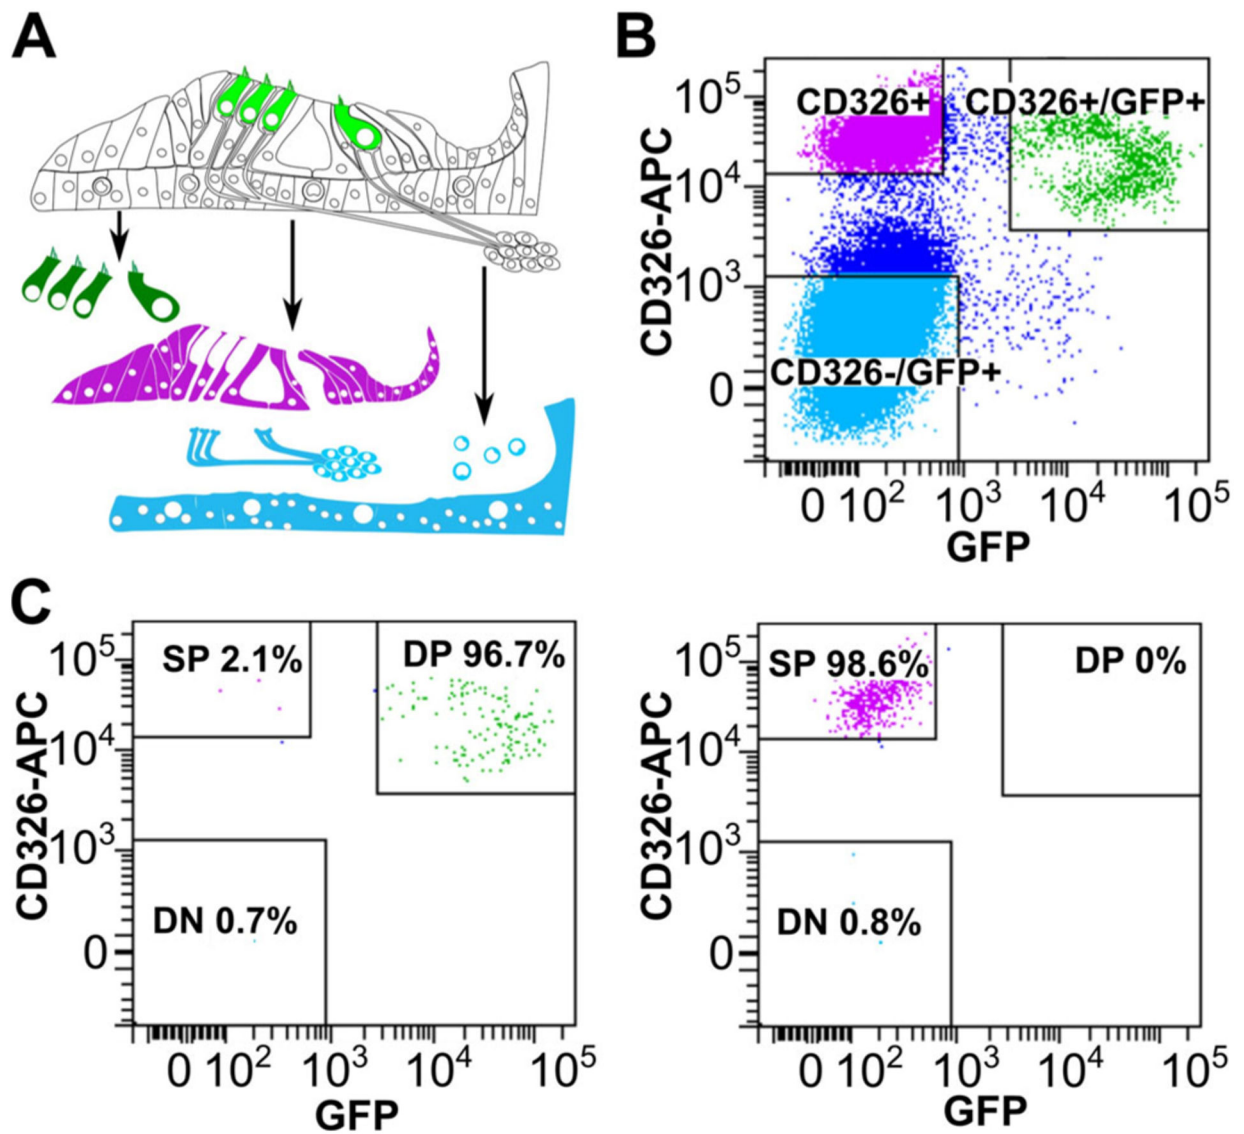 A
B
CD326-APC
10⁵
10⁴
10³
0
CD326+
CD326+/GFP+
CD326-/GFP+
0 10² 10³ 10⁴ 10⁵
GFP
C
CD326-APC
10⁵
10⁴
10³
0
SP 2.1%
DP 96.7%
DN 0.7%
0 10² 10³ 10⁴ 10⁵
GFP
CD326-APC
10⁵
10⁴
10³
0
SP 98.6%
DP 0%
DN 0.8%
0 10² 10³ 10⁴ 10⁵
GFP